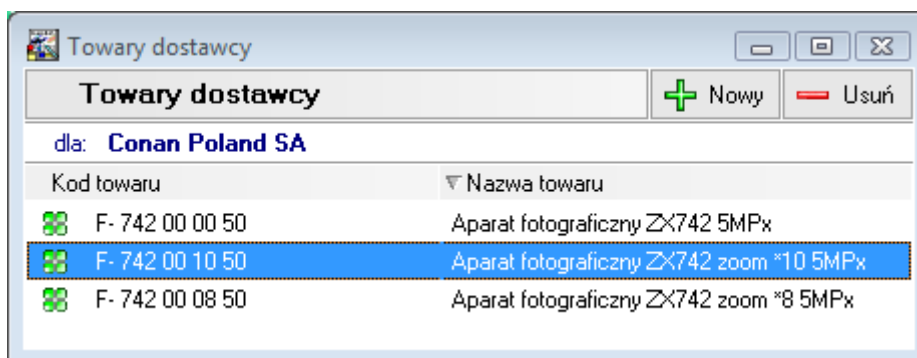 Towary dostawcy
Towary dostawcy Nowy Usuń
dla: Conan Poland SA
Kod towaru Nazwa towaru
F- 742 00 00 50 Aparat fotograficzny ZX742 5MPx
F- 742 00 10 50 Aparat fotograficzny ZX742 zoom *10 5MPx
F- 742 00 08 50 Aparat fotograficzny ZX742 zoom *8 5MPx